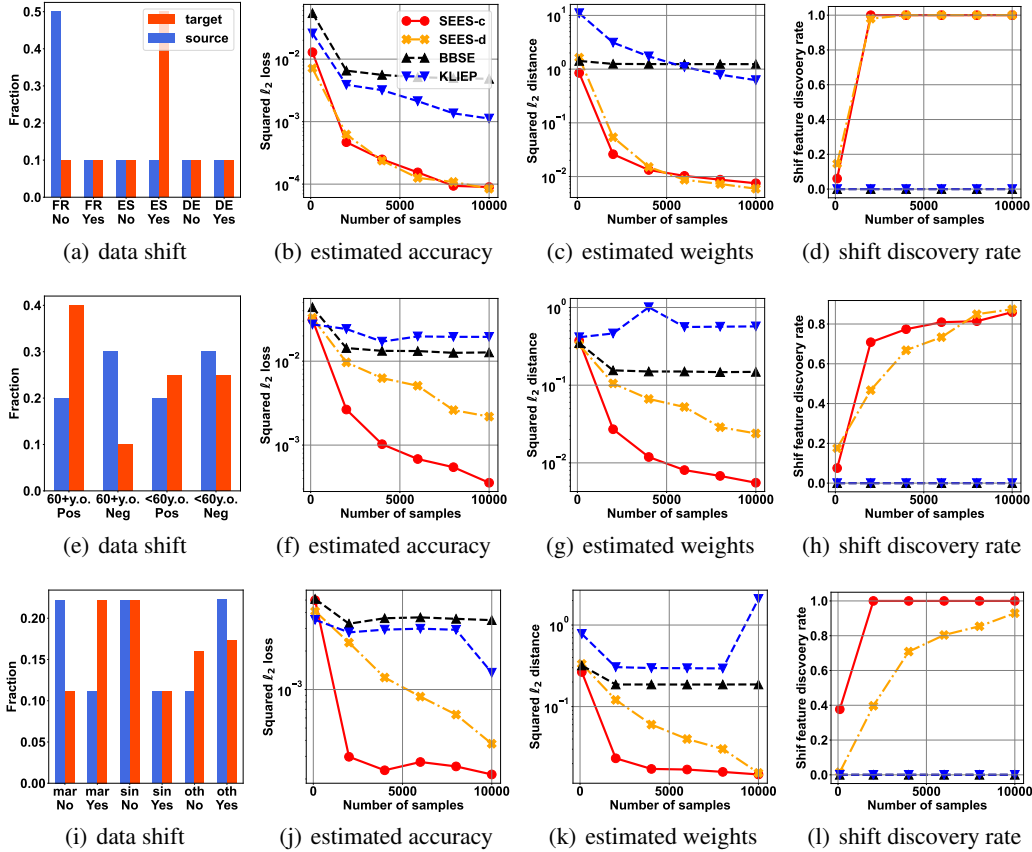 target
source
Fraction
0.5
0.4
0.3
0.2
0.1
0.0
FR No
FR Yes
ES No
ES Yes
DE No
DE Yes
(a) data shift
SEES-c
SEES-d
BBSE
KLIEP
Squared ℓ2 loss
10^-2
10^-3
10^-4
0 5000 10000
Number of samples
(b) estimated accuracy
Squared ℓ2 distance
10^1
10^0
10^-1
10^-2
0 5000 10000
Number of samples
(c) estimated weights
Shif feature discvoery rate
1.0
0.8
0.6
0.4
0.2
0.0
0 5000 10000
Number of samples
(d) shift discovery rate
Fraction
0.4
0.3
0.2
0.1
0.0
60+y.o. Pos
60+y.o. Neg
<60y.o. Pos
<60y.o. Neg
(e) data shift
Squared ℓ2 loss
10^-2
10^-3
0 5000 10000
Number of samples
(f) estimated accuracy
Squared ℓ2 distance
10^0
10^-1
10^-2
0 5000 10000
Number of samples
(g) estimated weights
Shif feature discvoery rate
0.8
0.6
0.4
0.2
0.0
0 5000 10000
Number of samples
(h) shift discovery rate
Fraction
0.20
0.15
0.10
0.05
0.00
mar No
mar Yes
sin No
sin Yes
oth No
oth Yes
(i) data shift
Squared ℓ2 loss
10^-3
0 5000 10000
Number of samples
(j) estimated accuracy
Squared ℓ2 distance
10^0
10^-1
0 5000 10000
Number of samples
(k) estimated weights
Shif feature discvoery rate
1.0
0.8
0.6
0.4
0.2
0.0
0 5000 10000
Number of samples
(l) shift discovery rate